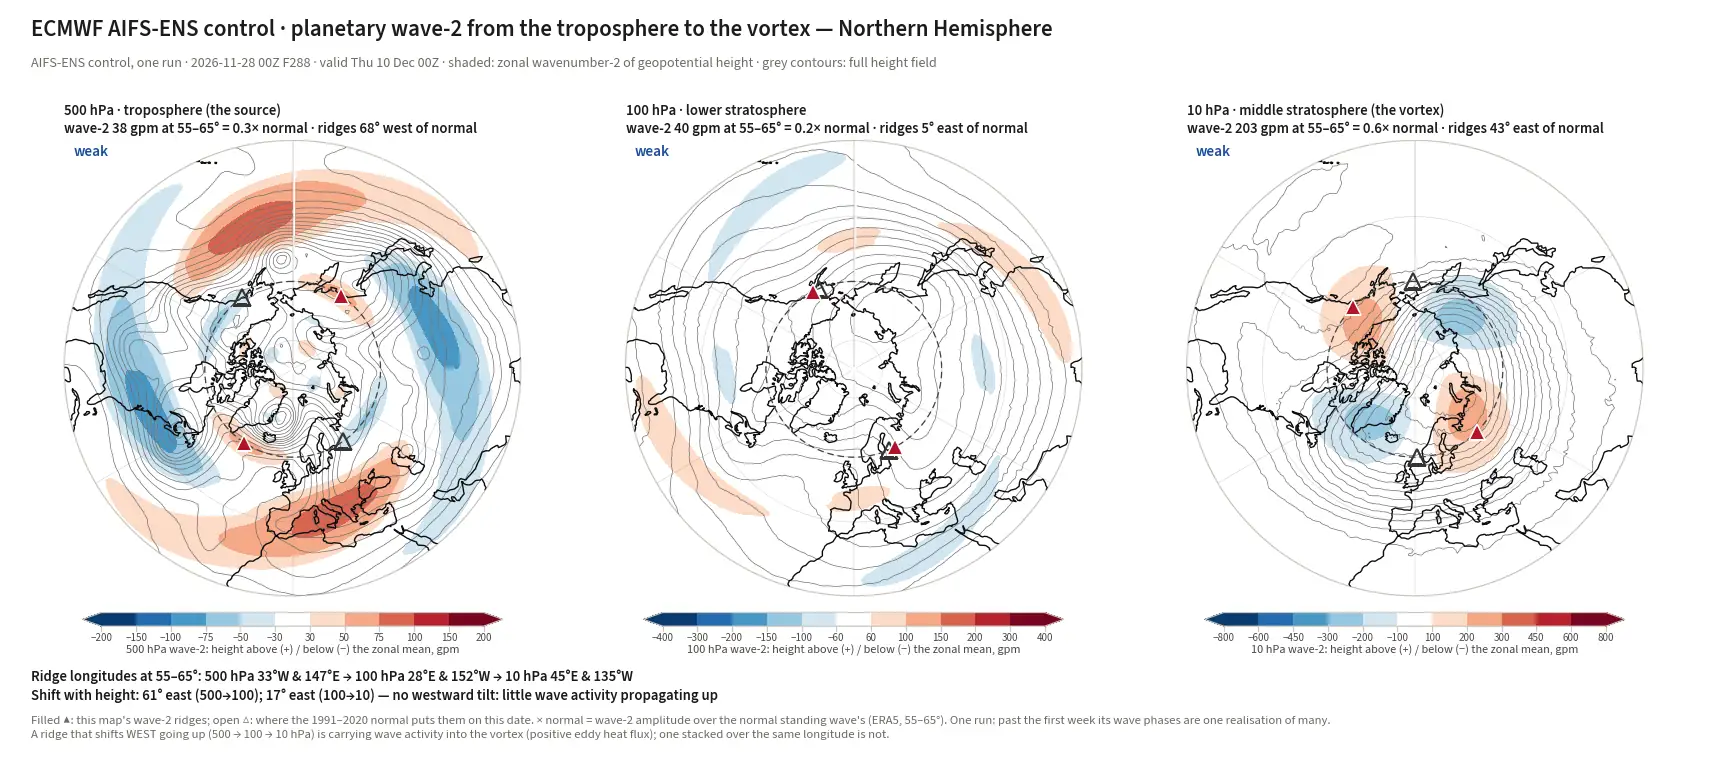 ECMWF AIFS-ENS control · planetary wave-2 from the troposphere to the vortex — Northern Hemisphere
AIFS-ENS control, one run · 2026-11-28 00Z F288 · valid Thu 10 Dec 00Z · shaded: zonal wavenumber-2 of geopotential height · grey contours: full height field
500 hPa · troposphere (the source)
wave-2 38 gpm at 55–65° = 0.3× normal · ridges 68° west of normal
weak
100 hPa · lower stratosphere
wave-2 40 gpm at 55–65° = 0.2× normal · ridges 5° east of normal
weak
10 hPa · middle stratosphere (the vortex)
wave-2 203 gpm at 55–65° = 0.6× normal · ridges 43° east of normal
weak
−200 −150 −100 −75 −50 −30 30 50 75 100 150 200
500 hPa wave-2: height above (+) / below (−) the zonal mean, gpm
−400 −300 −200 −150 −100 −60 60 100 150 200 300 400
100 hPa wave-2: height above (+) / below (−) the zonal mean, gpm
−800 −600 −450 −300 −200 −100 100 200 300 450 600 800
10 hPa wave-2: height above (+) / below (−) the zonal mean, gpm
Ridge longitudes at 55–65°: 500 hPa 33°W & 147°E → 100 hPa 28°E & 152°W → 10 hPa 45°E & 135°W
Shift with height: 61° east (500→100); 17° east (100→10) — no westward tilt: little wave activity propagating up
Filled ▲: this map's wave-2 ridges; open △: where the 1991–2020 normal puts them on this date. × normal = wave-2 amplitude over the normal standing wave's (ERA5, 55–65°). One run: past the first week its wave phases are one realisation of many.
A ridge that shifts WEST going up (500 → 100 → 10 hPa) is carrying wave activity into the vortex (positive eddy heat flux); one stacked over the same longitude is not.